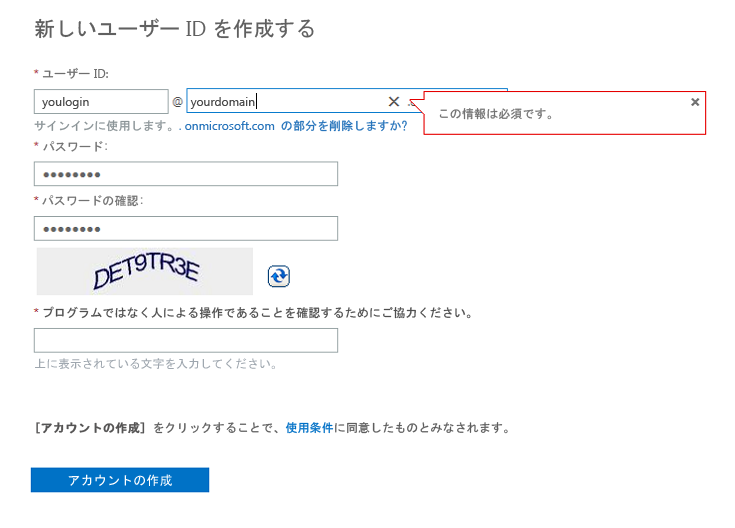 新しいユーザー ID を作成する
* ユーザー ID:
youlogin @ yourdomain
この情報は必須です。
サインインに使用します。. onmicrosoft.com の部分を削除しますか?
* パスワード:
●●●●●●●●
* パスワードの確認:
●●●●●●●●
DET9TR3E
* プログラムではなく人による操作であることを確認するためにご協力ください。
上に表示されている文字を入力してください。
[アカウントの作成] をクリックすることで、使用条件に同意したものとみなされます。
アカウントの作成